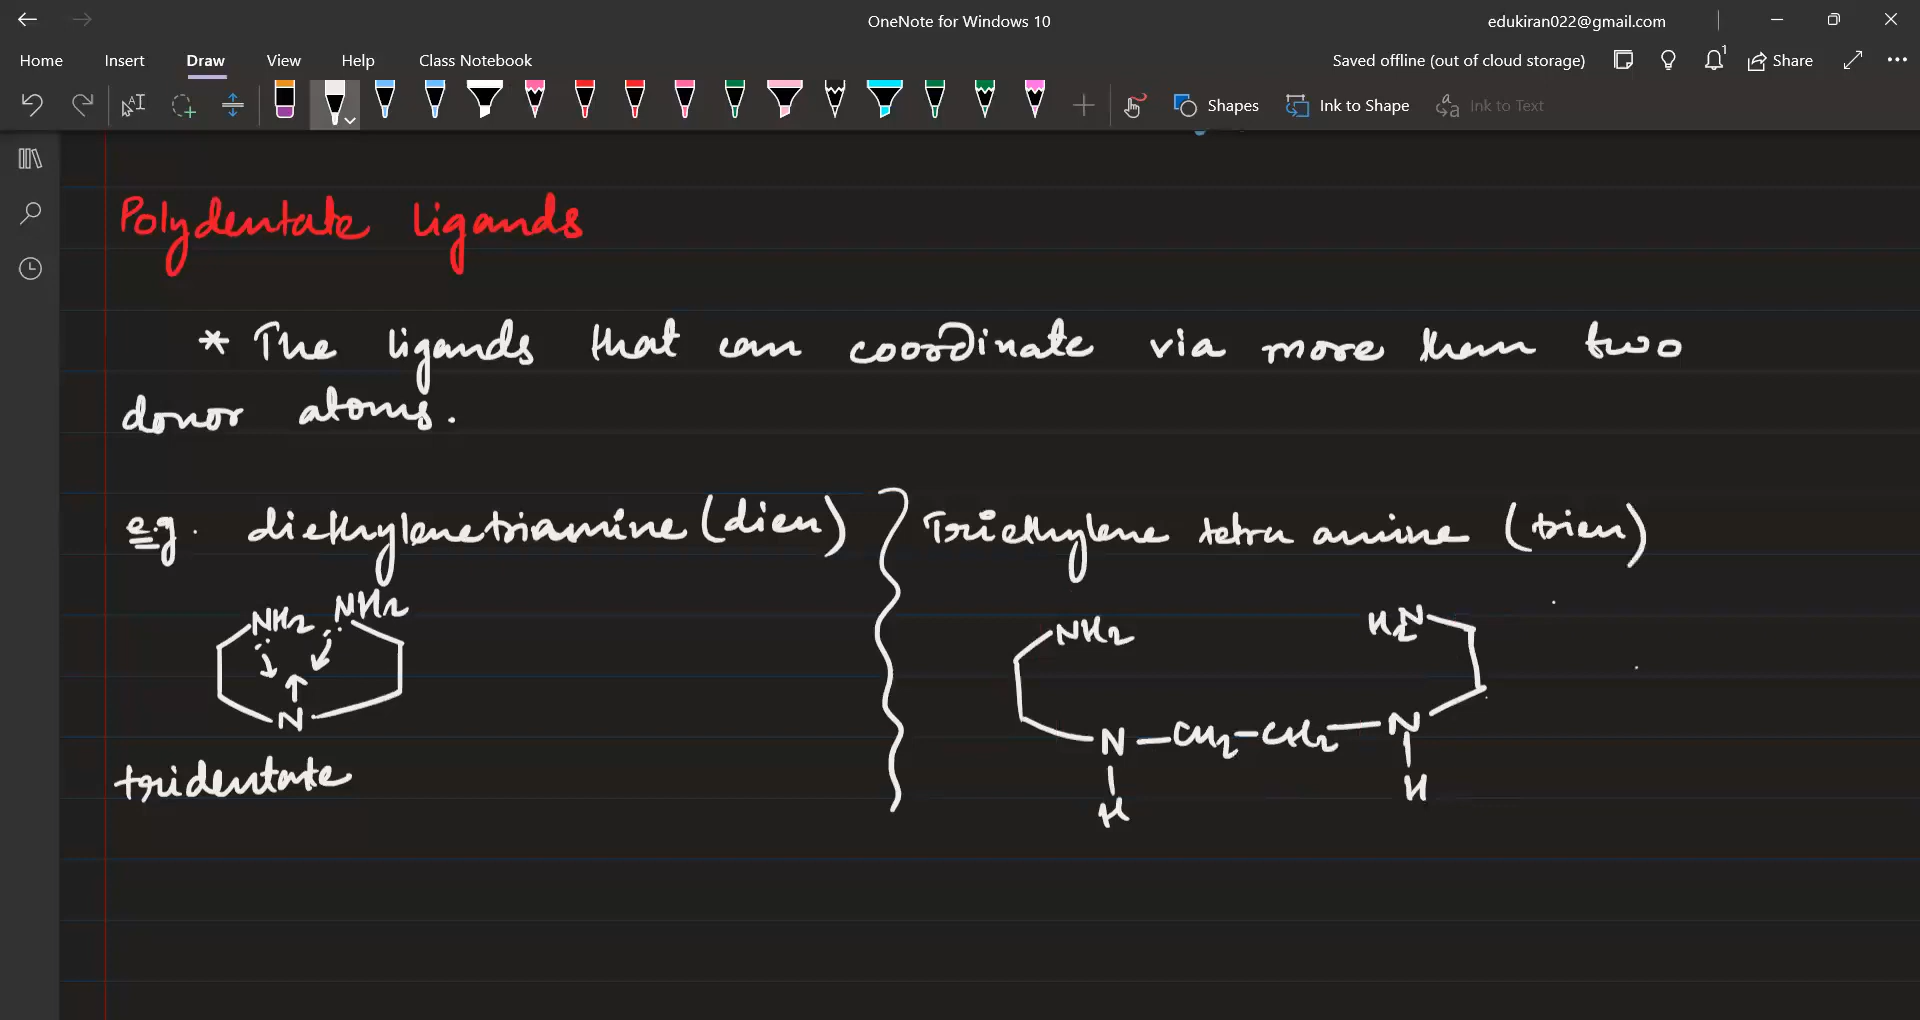 OneNote for Windows 10
edukiran022@gmail.com
Home Insert Draw View Help Class Notebook
Saved offline (out of cloud storage) 1 Share
Shapes Ink to Shape Ink to Text
Polydentate ligands
* The ligands that can coordinate via more than two
donor atoms.
e.g. diethylenetriamine (dien)
NH2 NH2
N
tridentate
Triethylene tetra amine (trien)
NH2 H2N
N - CH2 - CH2 - N
H H